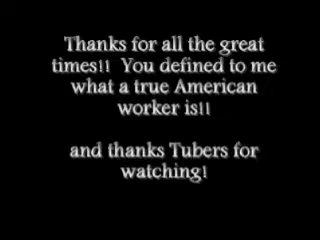 Thanks for all the great
times!! You defined to me
what a true American
worker is!!
and thanks Tubers for
watching!